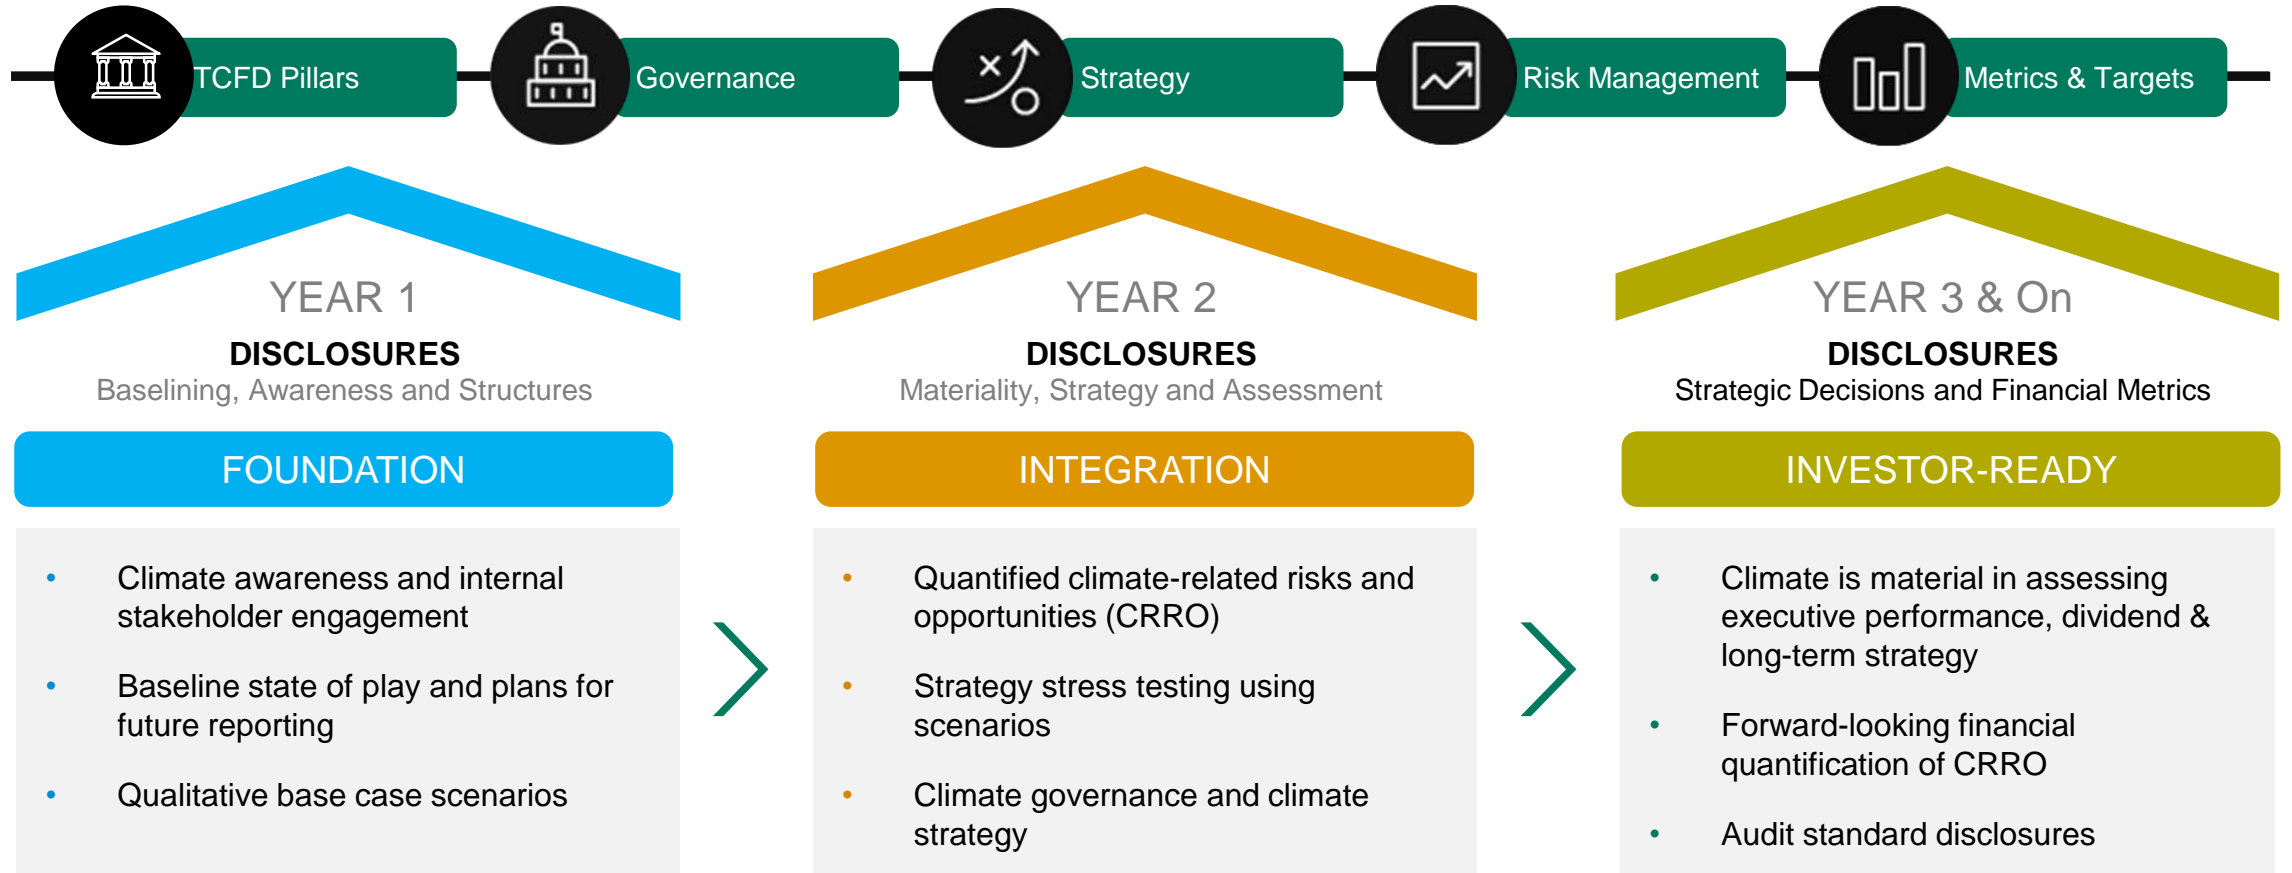 TCFD Pillars
Governance
Strategy
Risk Management
Metrics & Targets
YEAR 1
DISCLOSURES
Baselining, Awareness and Structures
FOUNDATION
• Climate awareness and internal
stakeholder engagement
• Baseline state of play and plans for
future reporting
• Qualitative base case scenarios
YEAR 2
DISCLOSURES
Materiality, Strategy and Assessment
INTEGRATION
• Quantified climate-related risks and
opportunities (CRRO)
• Strategy stress testing using
scenarios
• Climate governance and climate
strategy
YEAR 3 & On
DISCLOSURES
Strategic Decisions and Financial Metrics
INVESTOR-READY
• Climate is material in assessing
executive performance, dividend &
long-term strategy
• Forward-looking financial
quantification of CRRO
• Audit standard disclosures